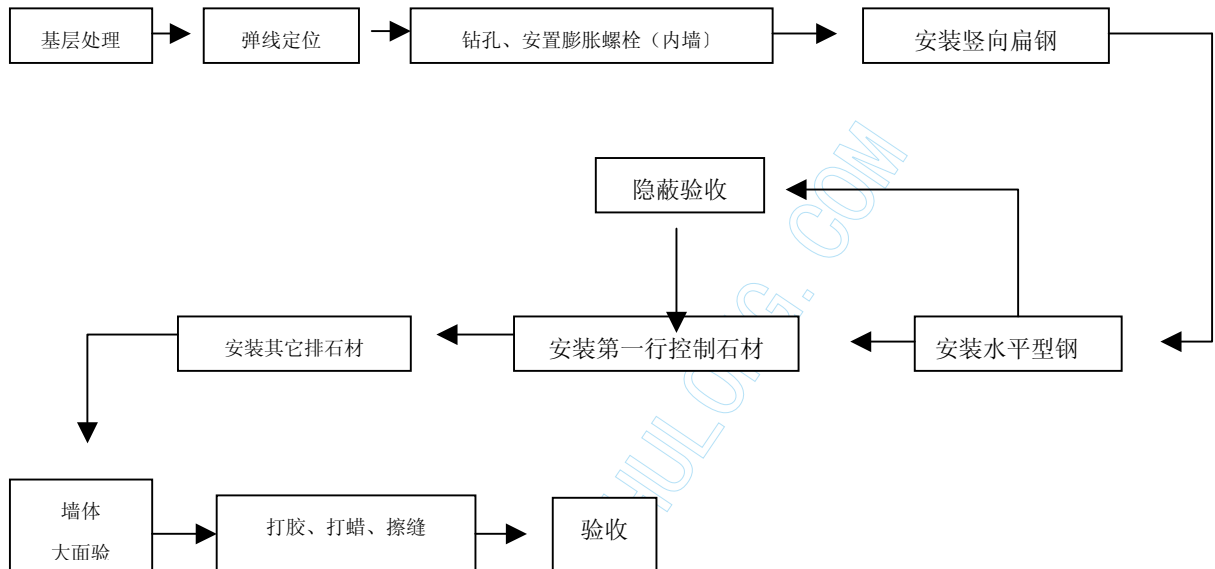 基层处理
弹线定位
钻孔、安置膨胀螺栓（内墙〕
安装竖向扁钢
隐蔽验收
安装其它排石材
安装第一行控制石材
安装水平型钢
墙体
大面验
打胶、打蜡、擦缝
验收
HULONG.COM